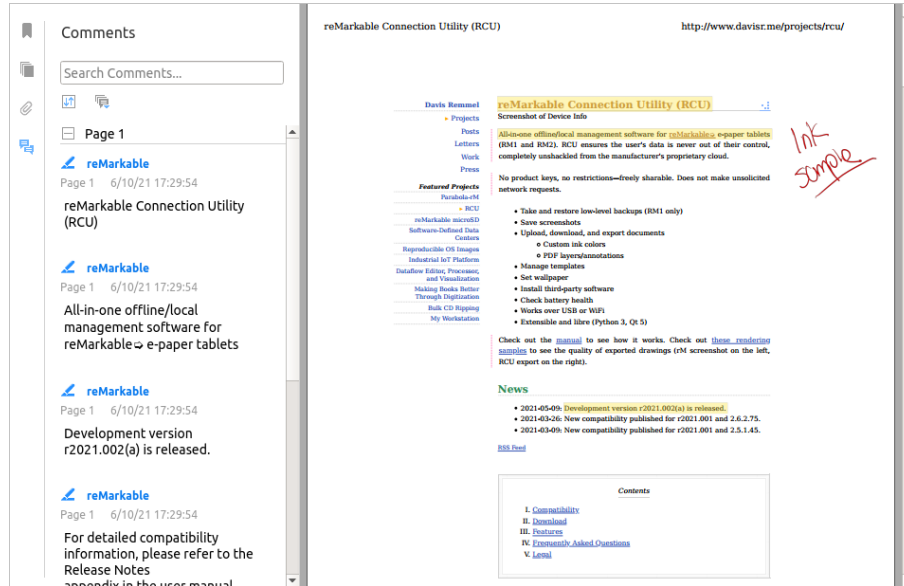 Comments
Search Comments...
Page 1
reMarkable
Page 1 6/10/21 17:29:54
reMarkable Connection Utility
(RCU)
reMarkable
Page 1 6/10/21 17:29:54
All-in-one offline/local
management software for
reMarkable➭ e-paper tablets
reMarkable
Page 1 6/10/21 17:29:54
Development version
r2021.002(a) is released.
reMarkable
Page 1 6/10/21 17:29:54
For detailed compatibility
information, please refer to the
Release Notes
appendix in the user manual
reMarkable Connection Utility (RCU) http://www.davisr.me/projects/rcu/
Davis Remmel
• Projects
Posts
Letters
Work
Press
Featured Projects
Parabola-rM
• RCU
reMarkable microSD
Software-Defined Data
Centers
Reproducible OS Images
Industrial IoT Platform
Dataflow Editor, Processor,
and Visualization
Making Books Better
Through Digitization
Bulk CD Ripping
My Workstation
reMarkable Connection Utility (RCU)
Screenshot of Device Info
All-in-one offline/local management software for reMarkable➭ e-paper tablets
(RM1 and RM2). RCU ensures the user's data is never out of their control,
completely unshackled from the manufacturer's proprietary cloud.
No product keys, no restrictions—freely sharable. Does not make unsolicited
network requests.
• Take and restore low-level backups (RM1 only)
• Save screenshots
• Upload, download, and export documents
o Custom ink colors
o PDF layers/annotations
• Manage templates
• Set wallpaper
• Install third-party software
• Check battery health
• Works over USB or WiFi
• Extensible and libre (Python 3, Qt 5)
Check out the manual to see how it works. Check out these rendering
samples to see the quality of exported drawings (rM screenshot on the left,
RCU export on the right).
News
• 2021-05-09: Development version r2021.002(a) is released.
• 2021-03-26: New compatibility published for r2021.001 and 2.6.2.75.
• 2021-03-09: New compatibility published for r2021.001 and 2.5.1.45.
RSS Feed
Contents
I. Compatibility
II. Download
III. Features
IV. Frequently Asked Questions
V. Legal
Ink
sample